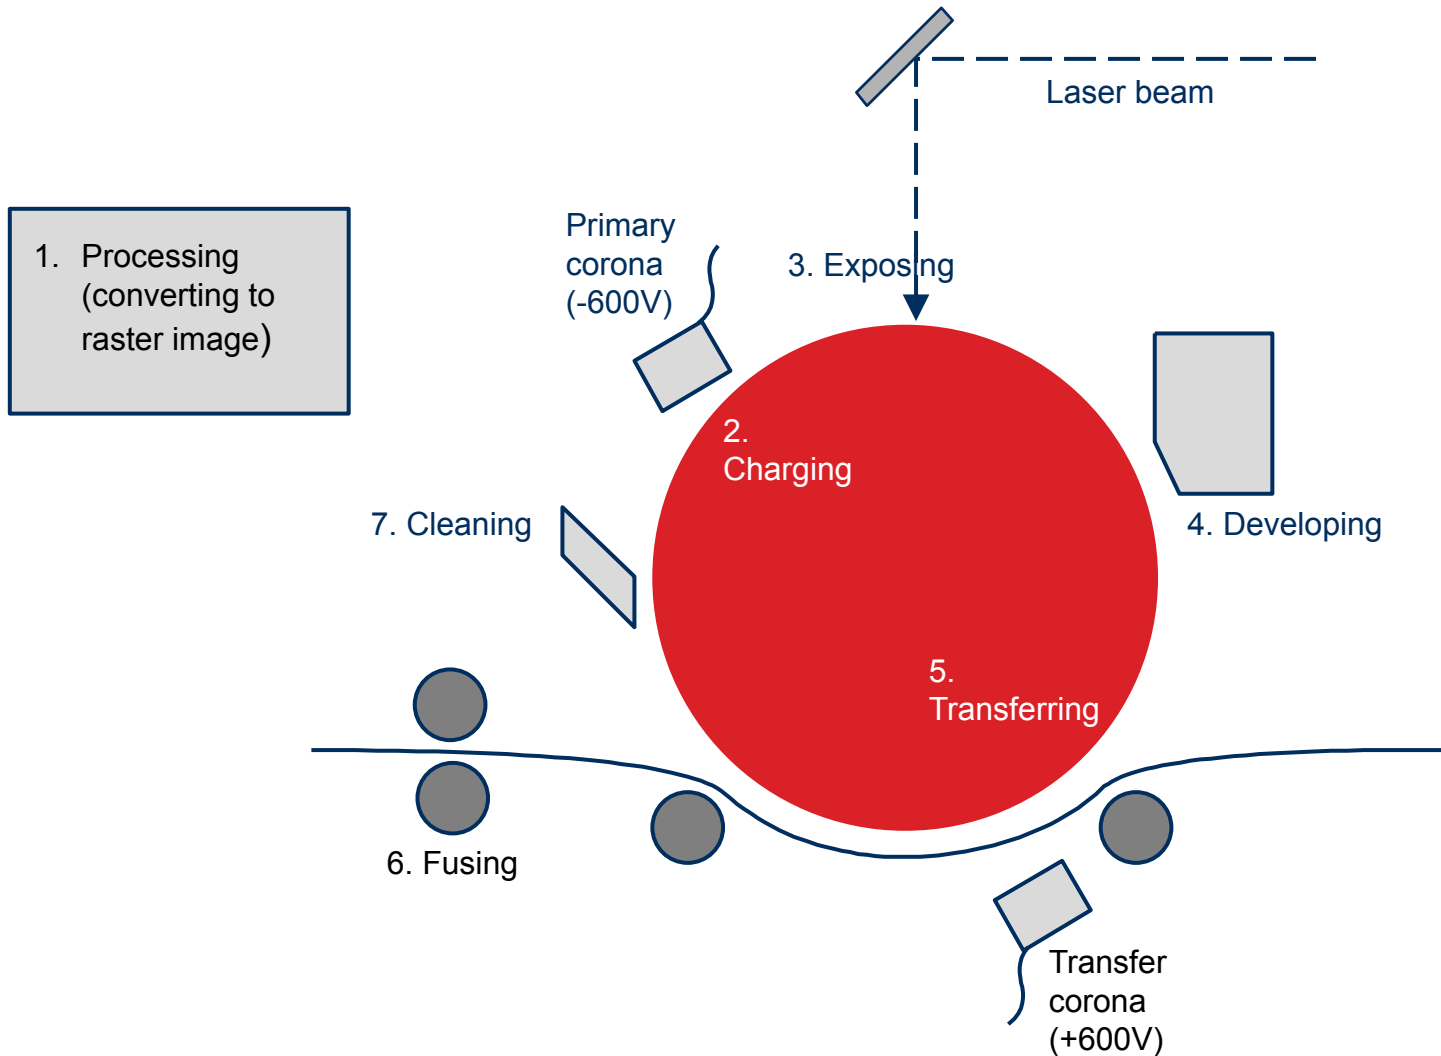 Laser beam
1. Processing
(converting to
raster image)
Primary
corona
(-600V)
3. Exposing
2.
Charging
7. Cleaning
4. Developing
5.
Transferring
6. Fusing
Transfer
corona
(+600V)